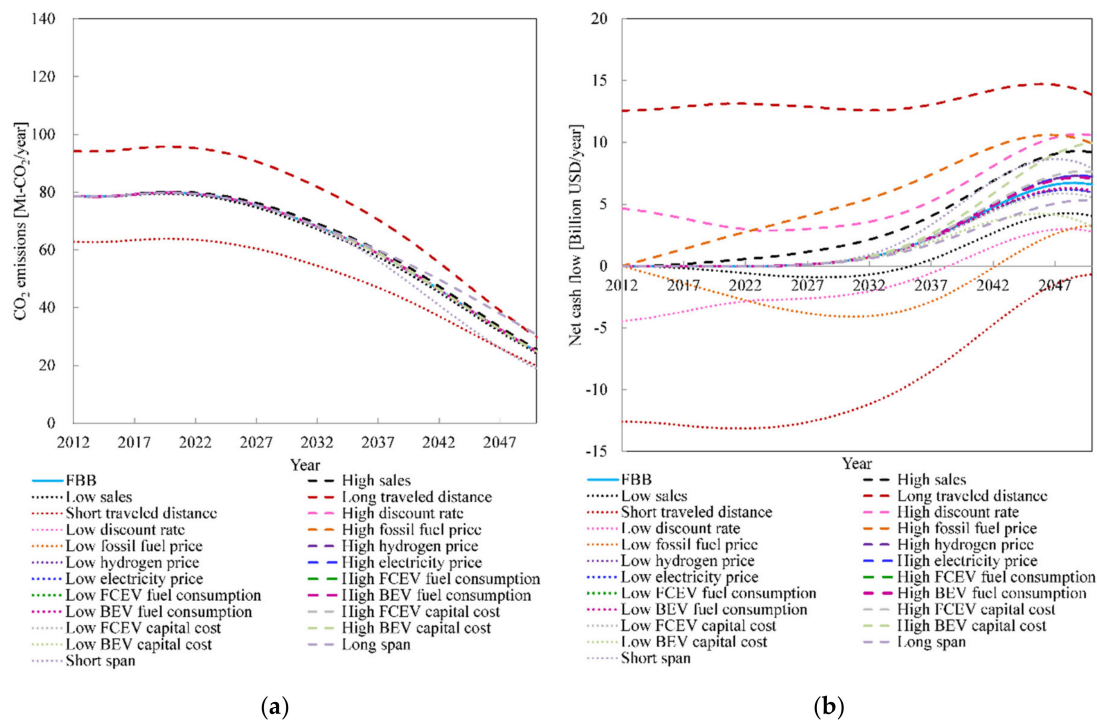 140
120
100
80
60
40
20
0
CO₂ emissions [Mt-CO₂/year]
2012 2017 2022 2027 2032 2037 2042 2047
Year
FBB High sales
Low sales Long traveled distance
Short traveled distance High discount rate
Low discount rate High fossil fuel price
Low fossil fuel price High hydrogen price
Low hydrogen price High electricity price
Low electricity price High FCEV fuel consumption
Low FCEV fuel consumption High BEV fuel consumption
Low BEV fuel consumption High FCEV capital cost
Low FCEV capital cost High BEV capital cost
Low BEV capital cost Long span
Short span
(a)
20
15
10
5
0
-5
-10
-15
Net cash flow [Billion USD/year]
2012 2017 2022 2027 2032 2037 2042 2047
Year
FBB High sales
Low sales Long traveled distance
Short traveled distance High discount rate
Low discount rate High fossil fuel price
Low fossil fuel price High hydrogen price
Low hydrogen price High electricity price
Low electricity price High FCEV fuel consumption
Low FCEV fuel consumption High BEV fuel consumption
Low BEV fuel consumption High FCEV capital cost
Low FCEV capital cost High BEV capital cost
Low BEV capital cost Long span
Short span
(b)